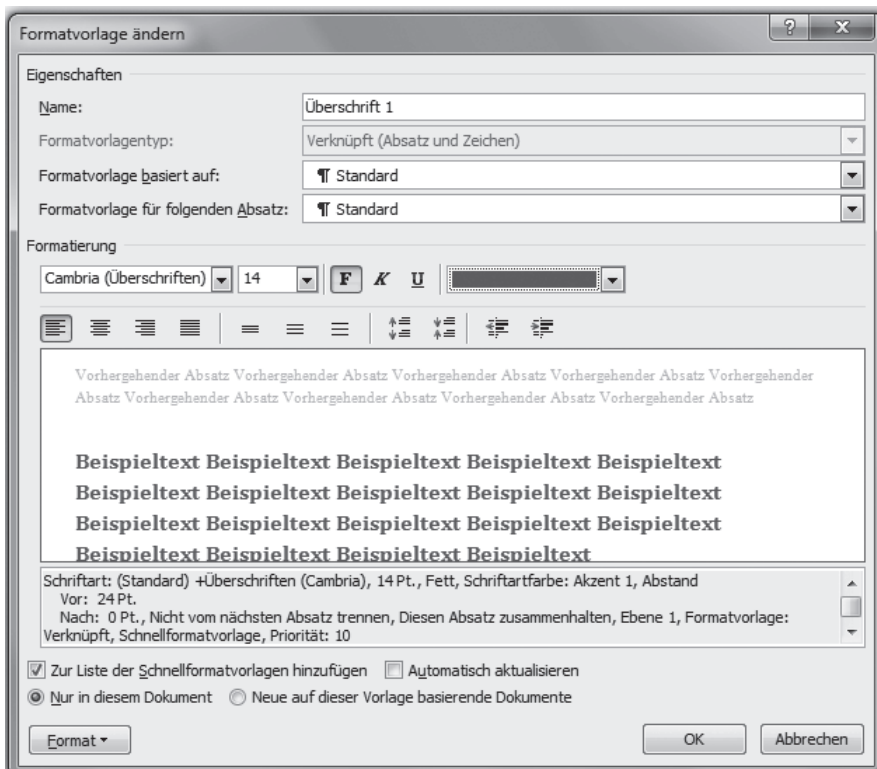 Formatvorlage ändern
Eigenschaften
Name: Überschrift 1
Formatvorlagentyp: Verknüpft (Absatz und Zeichen)
Formatvorlage basiert auf: ¶ Standard
Formatvorlage für folgenden Absatz: ¶ Standard
Formatierung
Cambria (Überschriften) 14 F K U
Vorhergehender Absatz Vorhergehender Absatz Vorhergehender Absatz Vorhergehender Absatz Vorhergehender
Absatz Vorhergehender Absatz Vorhergehender Absatz Vorhergehender Absatz Vorhergehender Absatz
Beispieltext Beispieltext Beispieltext Beispieltext Beispieltext
Beispieltext Beispieltext Beispieltext Beispieltext Beispieltext
Beispieltext Beispieltext Beispieltext Beispieltext Beispieltext
Beispieltext Beispieltext Beispieltext Beispieltext
Schriftart: (Standard) +Überschriften (Cambria), 14 Pt., Fett, Schriftartfarbe: Akzent 1, Abstand
Vor: 24 Pt.
Nach: 0 Pt., Nicht vom nächsten Absatz trennen, Diesen Absatz zusammenhalten, Ebene 1, Formatvorlage:
Verknüpft, Schnellformatvorlage, Priorität: 10
Zur Liste der Schnellformatvorlagen hinzufügen Automatisch aktualisieren
Nur in diesem Dokument Neue auf dieser Vorlage basierende Dokumente
Format OK Abbrechen